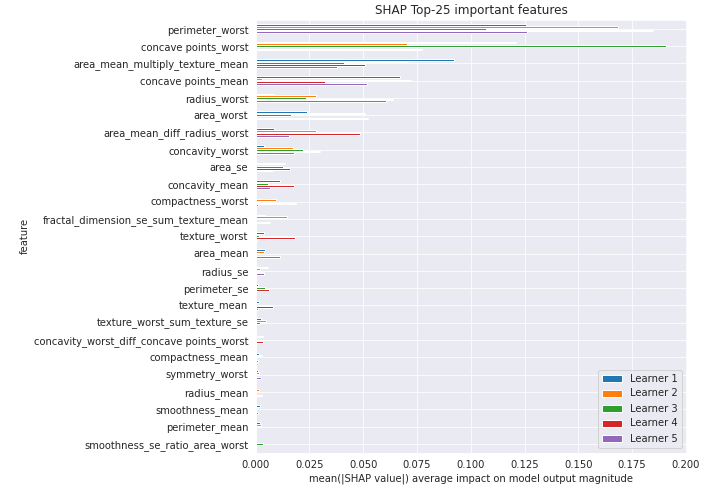 SHAP Top-25 important features
perimeter_worst
concave points_worst
area_mean_multiply_texture_mean
concave points_mean
radius_worst
area_worst
area_mean_diff_radius_worst
concavity_worst
area_se
concavity_mean
compactness_worst
fractal_dimension_se_sum_texture_mean
texture_worst
area_mean
radius_se
perimeter_se
texture_mean
texture_worst_sum_texture_se
concavity_worst_diff_concave points_worst
compactness_mean
symmetry_worst
radius_mean
smoothness_mean
perimeter_mean
smoothness_se_ratio_area_worst
feature
Learner 1
Learner 2
Learner 3
Learner 4
Learner 5
0.000 0.025 0.050 0.075 0.100 0.125 0.150 0.175 0.200
mean(|SHAP value|) average impact on model output magnitude